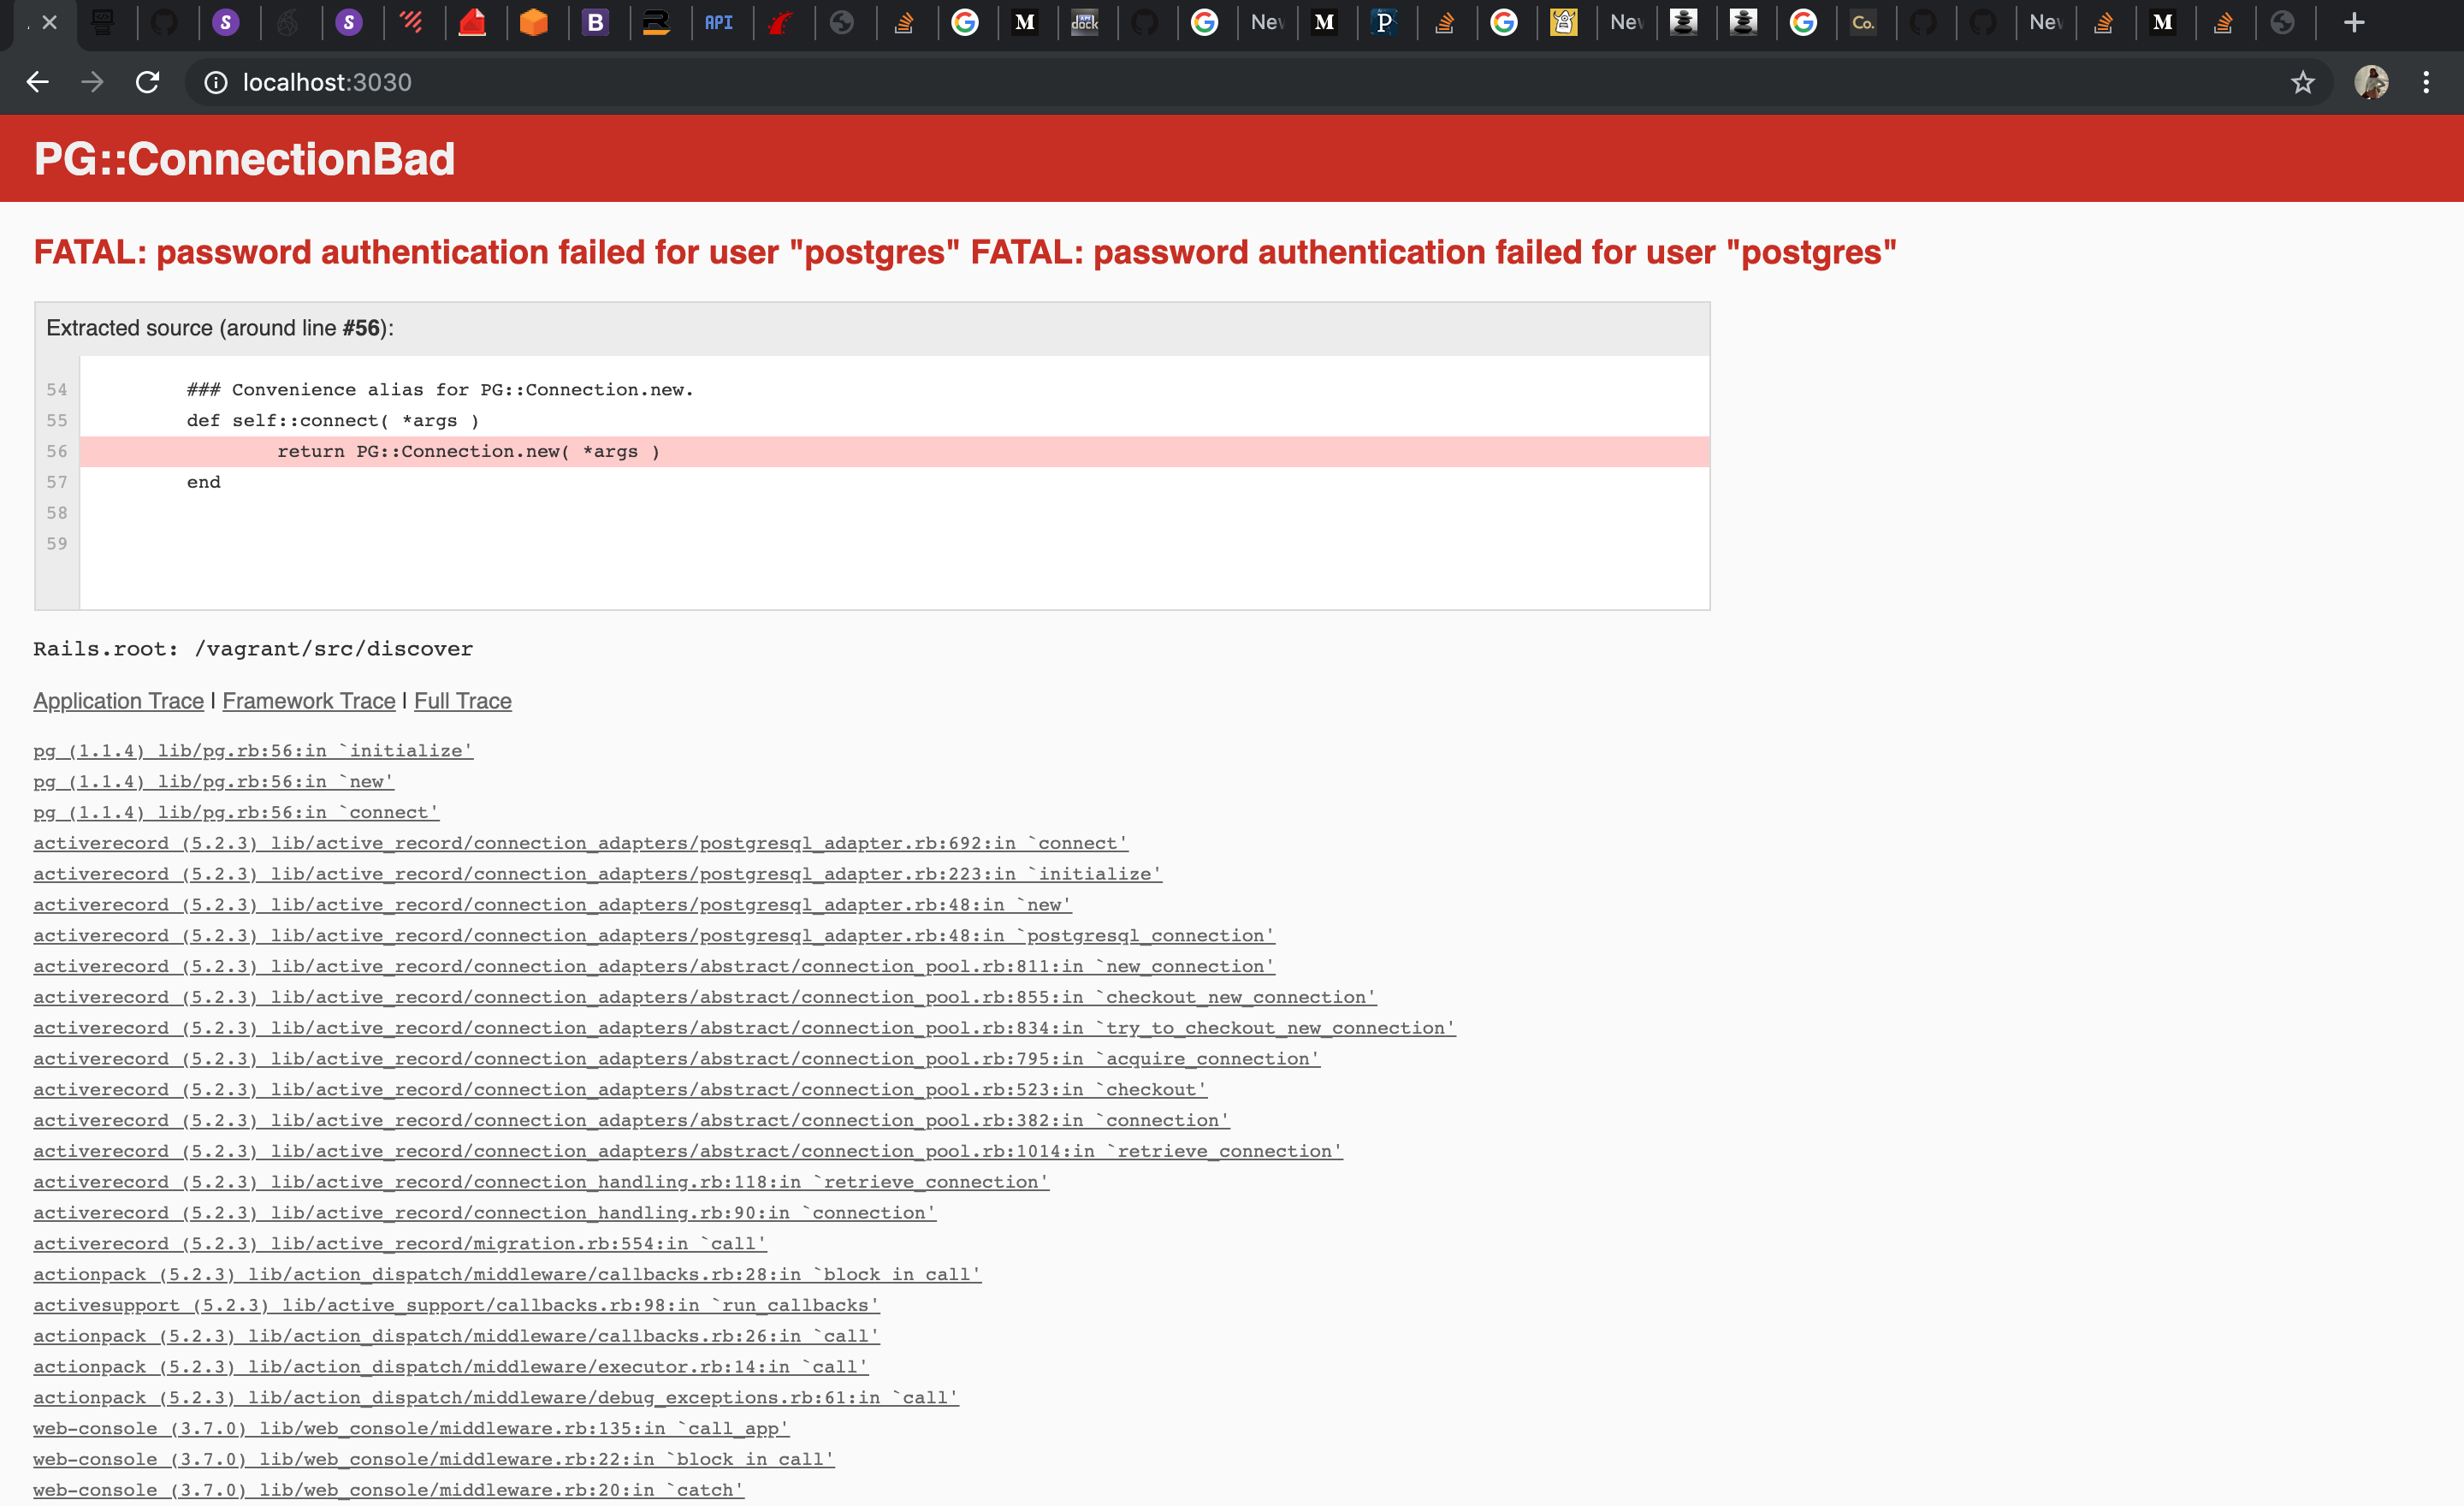 API
M
API dock
New
M
P
New
Co.
New
M
localhost:3030
PG::ConnectionBad
FATAL: password authentication failed for user "postgres" FATAL: password authentication failed for user "postgres"
Extracted source (around line #56):
54 ### Convenience alias for PG::Connection.new.
55 def self::connect( *args )
56 return PG::Connection.new( *args )
57 end
58
59
Rails.root: /vagrant/src/discover
Application Trace | Framework Trace | Full Trace
pg (1.1.4) lib/pg.rb:56:in `initialize'
pg (1.1.4) lib/pg.rb:56:in `new'
pg (1.1.4) lib/pg.rb:56:in `connect'
activerecord (5.2.3) lib/active_record/connection_adapters/postgresql_adapter.rb:692:in `connect'
activerecord (5.2.3) lib/active_record/connection_adapters/postgresql_adapter.rb:223:in `initialize'
activerecord (5.2.3) lib/active_record/connection_adapters/postgresql_adapter.rb:48:in `new'
activerecord (5.2.3) lib/active_record/connection_adapters/postgresql_adapter.rb:48:in `postgresql_connection'
activerecord (5.2.3) lib/active_record/connection_adapters/abstract/connection_pool.rb:811:in `new_connection'
activerecord (5.2.3) lib/active_record/connection_adapters/abstract/connection_pool.rb:855:in `checkout_new_connection'
activerecord (5.2.3) lib/active_record/connection_adapters/abstract/connection_pool.rb:834:in `try_to_checkout_new_connection'
activerecord (5.2.3) lib/active_record/connection_adapters/abstract/connection_pool.rb:795:in `acquire_connection'
activerecord (5.2.3) lib/active_record/connection_adapters/abstract/connection_pool.rb:523:in `checkout'
activerecord (5.2.3) lib/active_record/connection_adapters/abstract/connection_pool.rb:382:in `connection'
activerecord (5.2.3) lib/active_record/connection_adapters/abstract/connection_pool.rb:1014:in `retrieve_connection'
activerecord (5.2.3) lib/active_record/connection_handling.rb:118:in `retrieve_connection'
activerecord (5.2.3) lib/active_record/connection_handling.rb:90:in `connection'
activerecord (5.2.3) lib/active_record/migration.rb:554:in `call'
actionpack (5.2.3) lib/action_dispatch/middleware/callbacks.rb:28:in `block in call'
activesupport (5.2.3) lib/active_support/callbacks.rb:98:in `run_callbacks'
actionpack (5.2.3) lib/action_dispatch/middleware/callbacks.rb:26:in `call'
actionpack (5.2.3) lib/action_dispatch/middleware/executor.rb:14:in `call'
actionpack (5.2.3) lib/action_dispatch/middleware/debug_exceptions.rb:61:in `call'
web-console (3.7.0) lib/web_console/middleware.rb:135:in `call_app'
web-console (3.7.0) lib/web_console/middleware.rb:22:in `block in call'
web-console (3.7.0) lib/web_console/middleware.rb:20:in `catch'